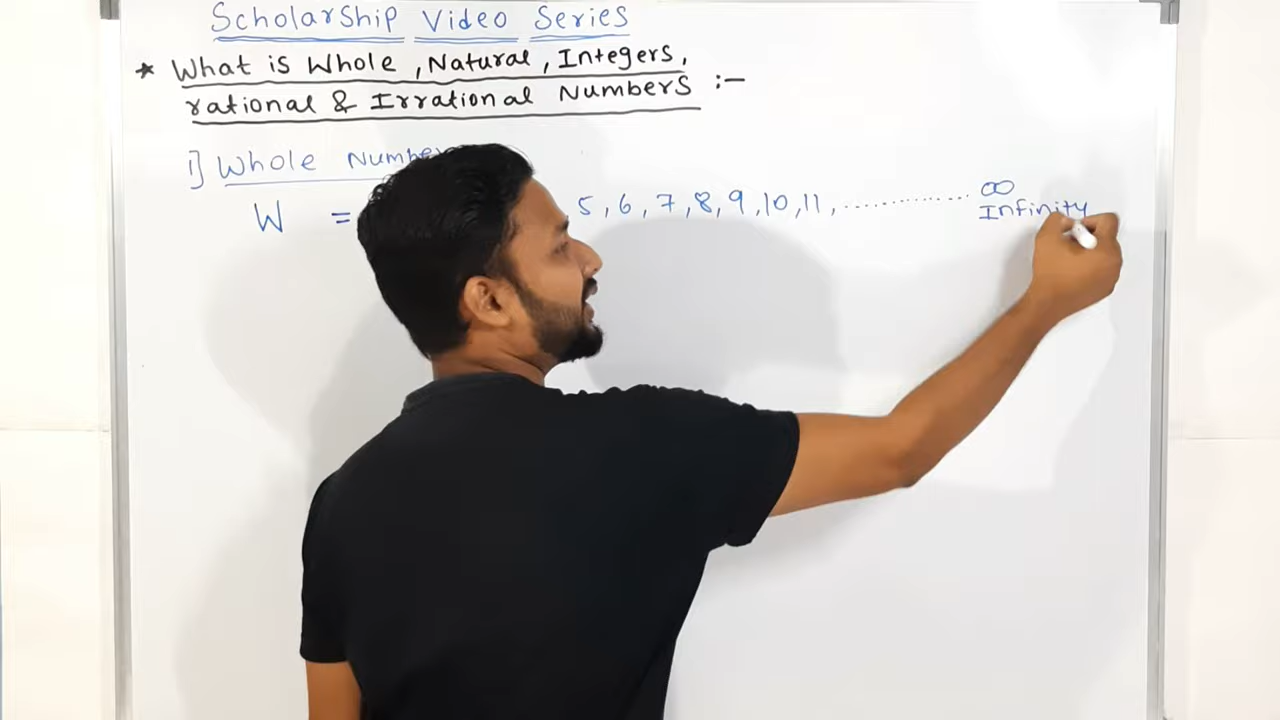 Scholarship Video Series
* What is Whole, Natural, Integers,
rational & Irrational Numbers :-
1] Whole Number
W = 5, 6, 7, 8, 9, 10, 11, .............. ∞
Infinity